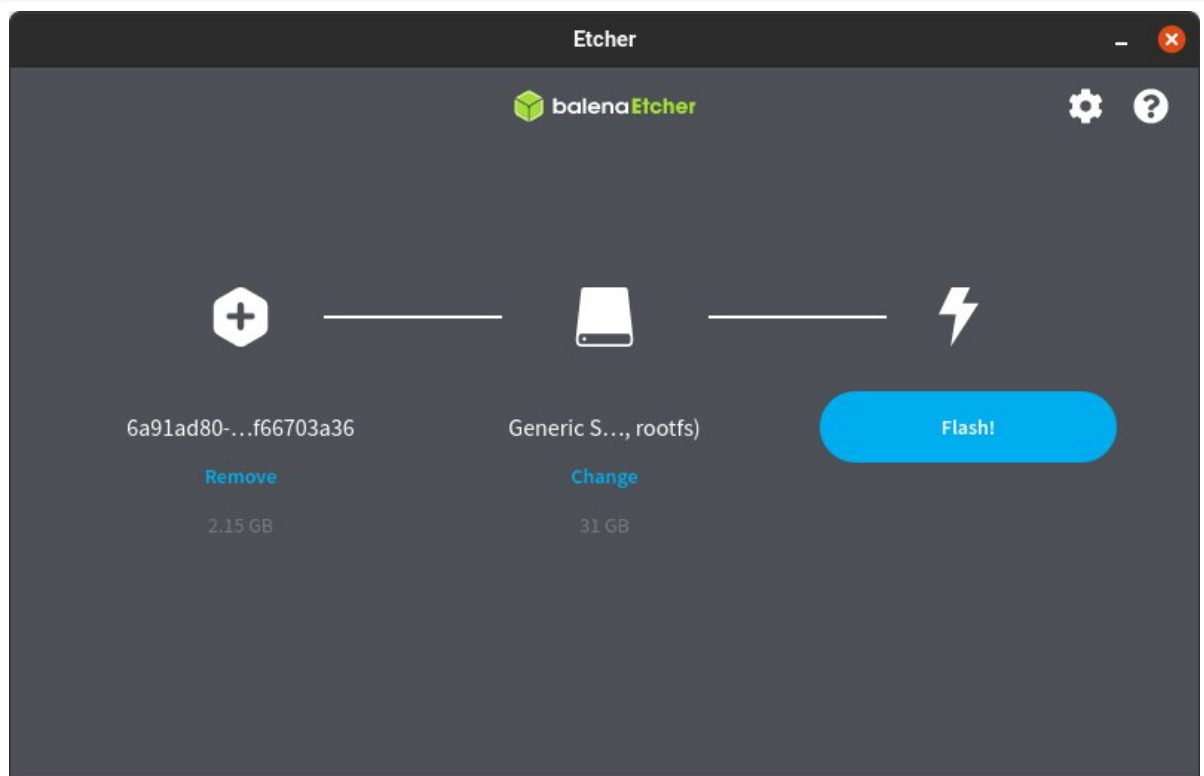 Etcher
balenaEtcher
6a91ad80-...f66703a36
Generic S..., rootfs)
Flash!
Remove
Change
2.15 GB
31 GB